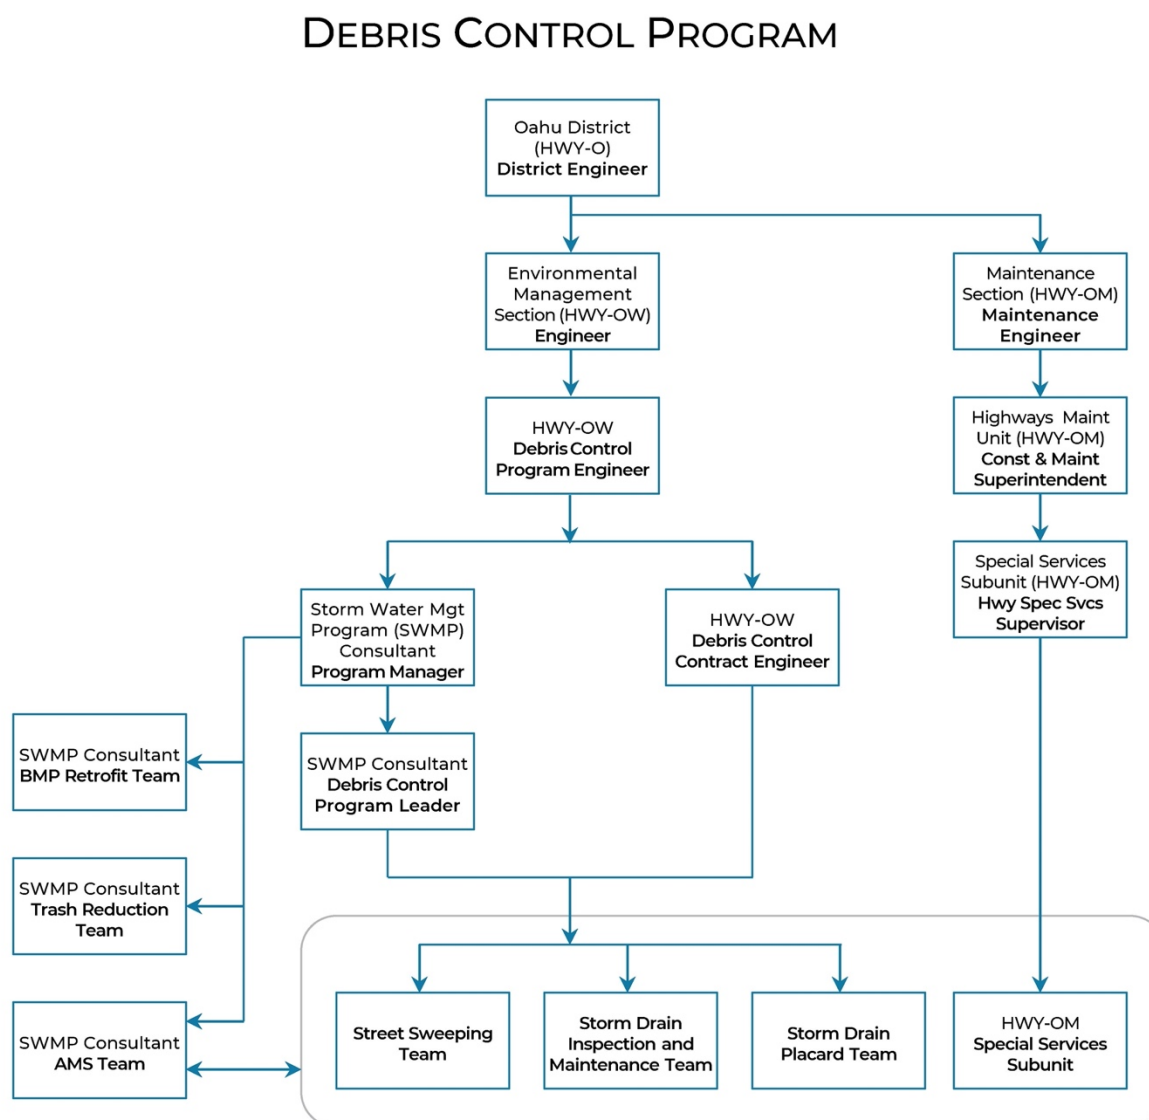 DEBRIS CONTROL PROGRAM
Oahu District
(HWY-O)
District Engineer
Environmental
Management
Section (HWY-OW)
Engineer
Maintenance
Section (HWY-OM)
Maintenance
Engineer
HWY-OW
Debris Control
Program Engineer
Highways Maint
Unit (HWY-OM)
Const & Maint
Superintendent
Storm Water Mgt
Program (SWMP)
Consultant
Program Manager
HWY-OW
Debris Control
Contract Engineer
Special Services
Subunit (HWY-OM)
Hwy Spec Svcs
Supervisor
SWMP Consultant
BMP Retrofit Team
SWMP Consultant
Debris Control
Program Leader
SWMP Consultant
Trash Reduction
Team
SWMP Consultant
AMS Team
Street Sweeping
Team
Storm Drain
Inspection and
Maintenance Team
Storm Drain
Placard Team
HWY-OM
Special Services
Subunit